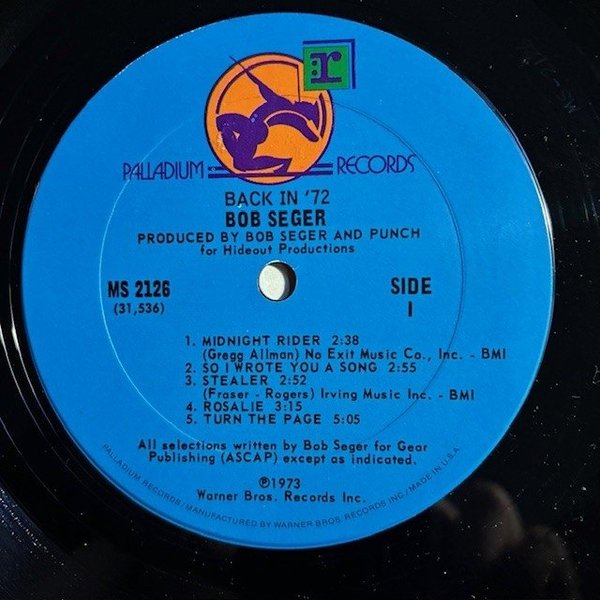 r
PALLADIUM RECORDS
BACK IN '72
BOB SEGER
PRODUCED BY BOB SEGER AND PUNCH
for Hideout Productions
MS 2126
(31,536)
SIDE
1
1. MIDNIGHT RIDER 2:38
(Gregg Allman) No Exit Music Co., Inc. - BMI
2. SO I WROTE YOU A SONG 2:55
3. STEALER 2:52
(Fraser - Rogers) Irving Music Inc. - BMI
4. ROSALIE 3:15
5. TURN THE PAGE 5:05
All selections written by Bob Seger for Gear
Publishing (ASCAP) except as indicated.
℗1973
Warner Bros. Records Inc.
PALLADIUM RECORDS/MANUFACTURED BY WARNER BROS. RECORDS INC./MADE IN U.S.A.